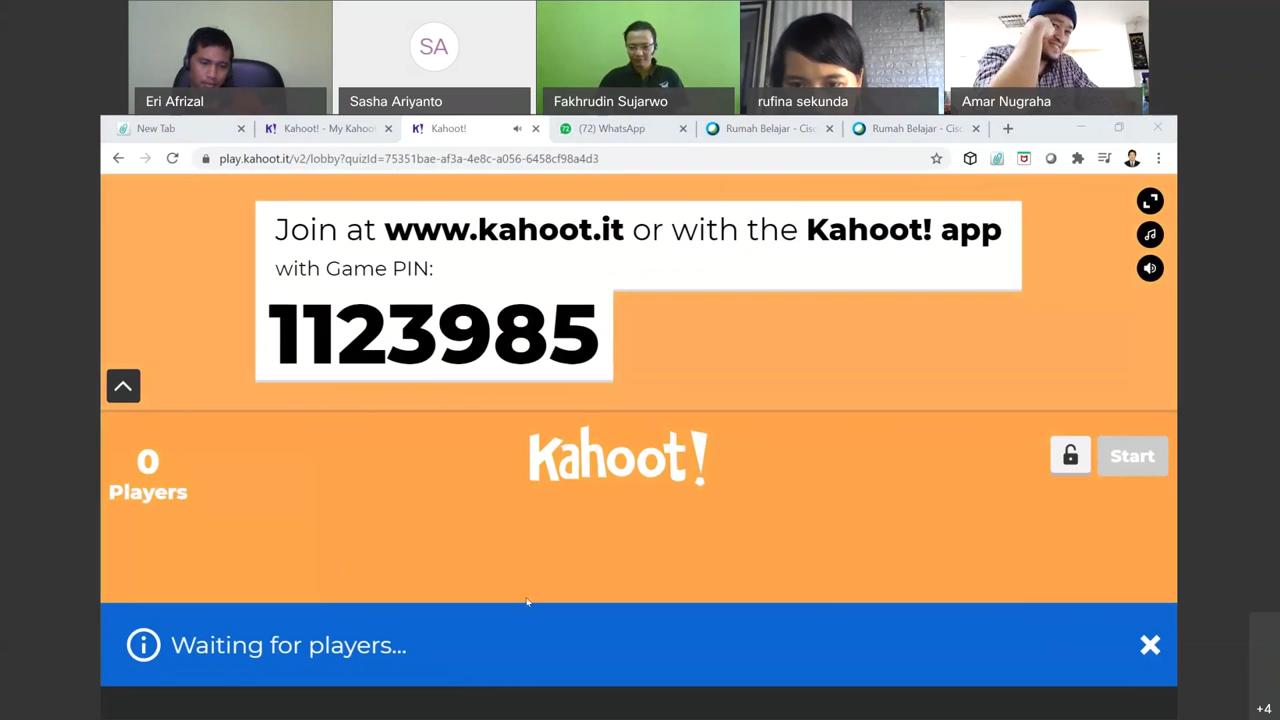 SA
Eri Afrizal
Sasha Ariyanto
Fakhrudin Sujarwo
rufina sekunda
Amar Nugraha
New Tab
Kahoot! - My Kahoo
Kahoot!
(72) WhatsApp
Rumah Belajar - Cisc
Rumah Belajar - Cisc
play.kahoot.it/v2/lobby?quizId=75351bae-af3a-4e8c-a056-6458cf98a4d3
Join at www.kahoot.it or with the Kahoot! app
with Game PIN:
1123985
0
Players
Kahoot!
Start
Waiting for players...
+4